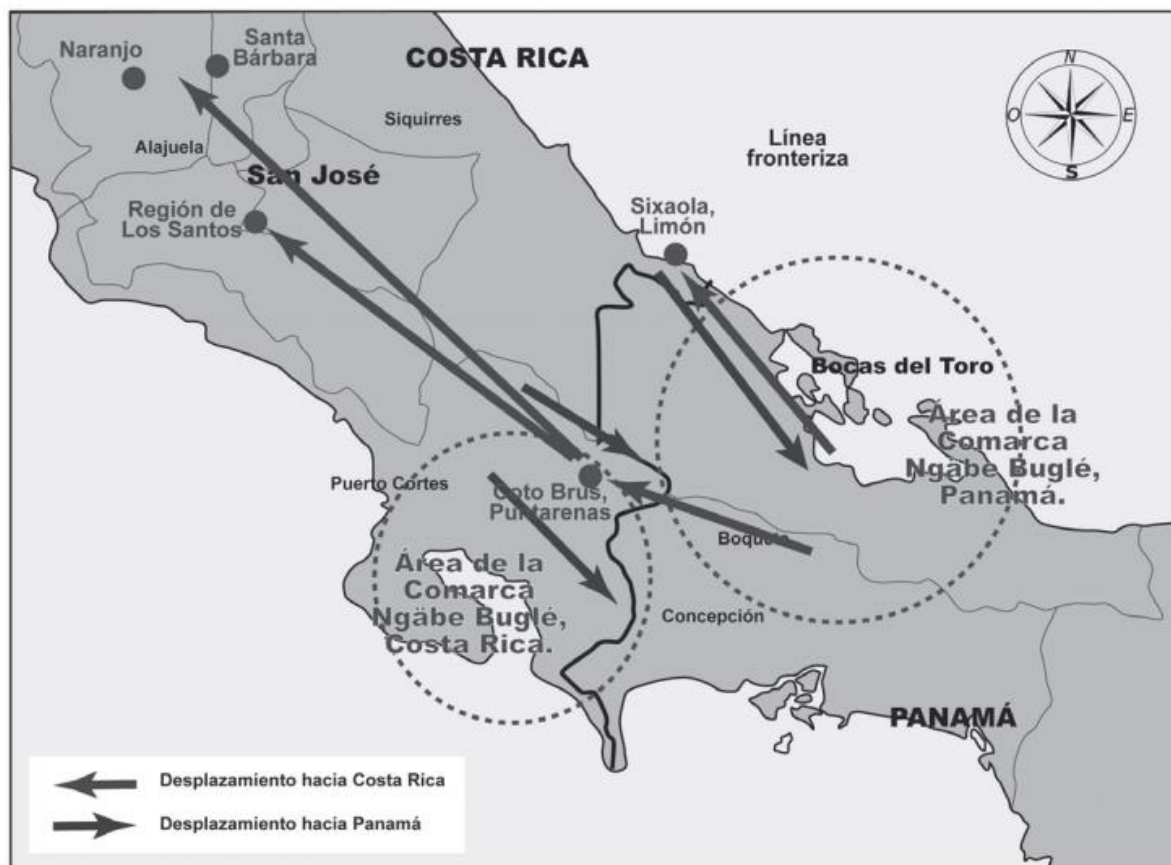 Naranjo
Santa
Bárbara
COSTA RICA
N
O
E
S
Siquirres
Línea
fronteriza
Alajuela
San José
Región de
Los Santos
Sixaola,
Limón
Bocas del Toro
Área de la
Comarca
Ngäbe Buglé,
Panamá.
Puerto Cortes
Coto Brus,
Puntarenas
Boquete
Área de la
Comarca
Ngäbe Buglé,
Costa Rica.
Concepción
PANAMÁ
Desplazamiento hacia Costa Rica
Desplazamiento hacia Panamá